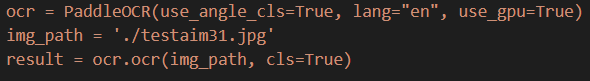 ocr = PaddleOCR(use_angle_cls=True, lang="en", use_gpu=True)
img_path = './testaim31.jpg'
result = ocr.ocr(img_path, cls=True)